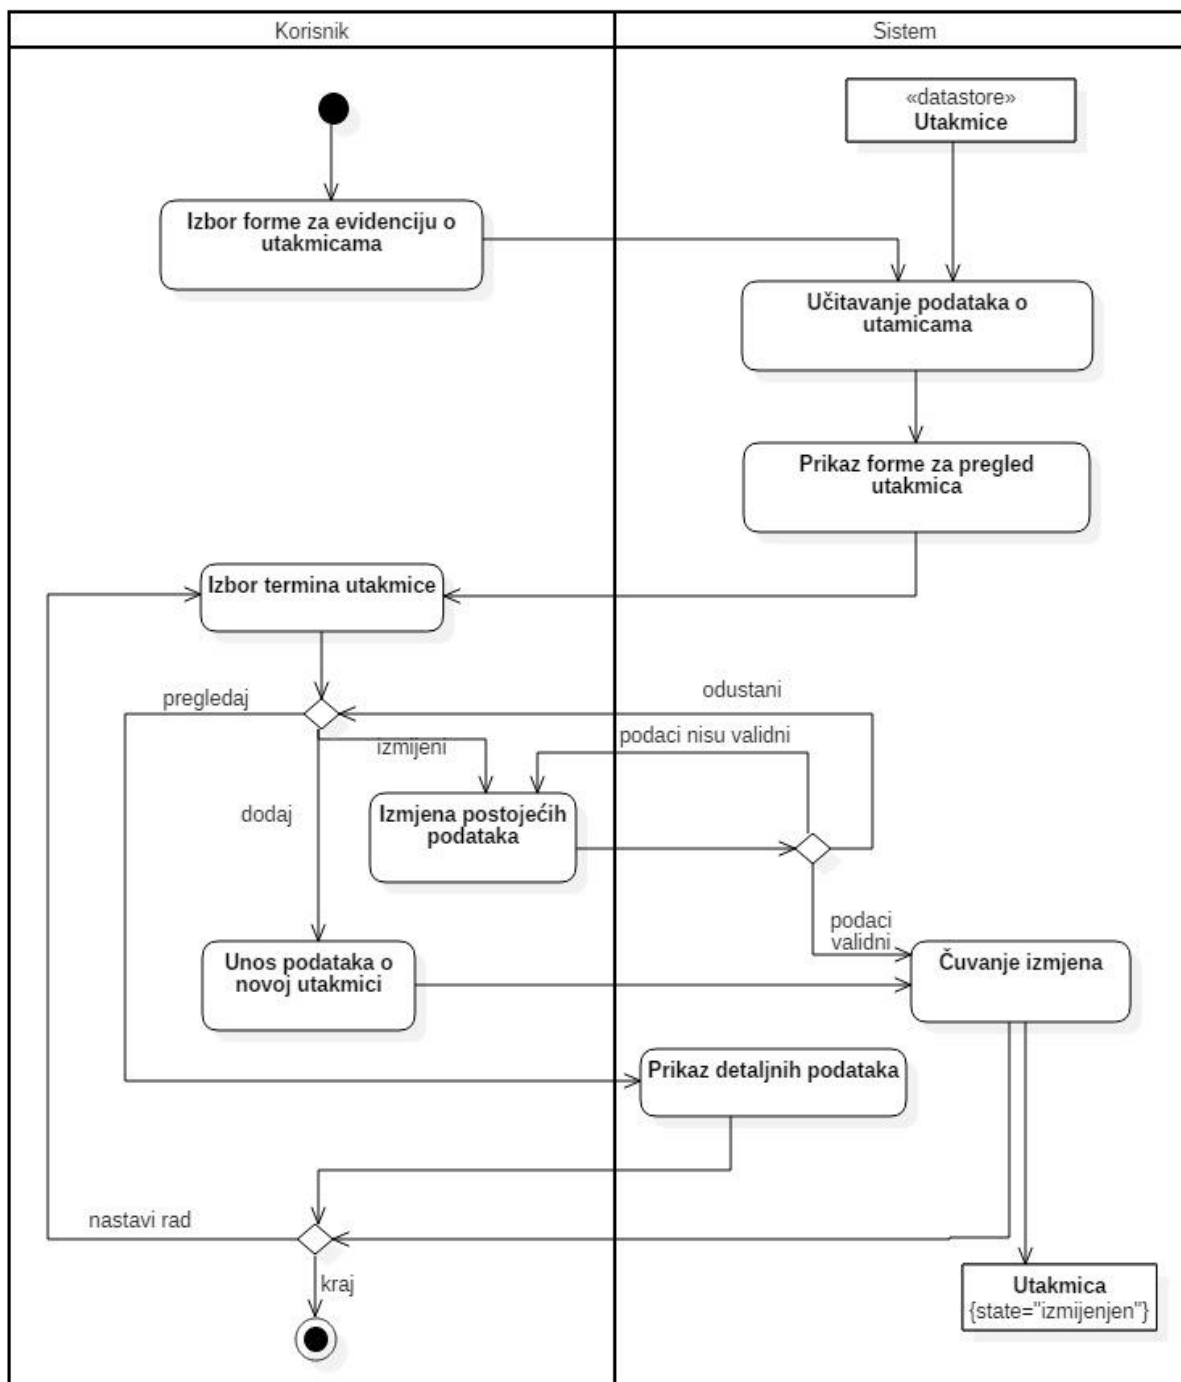 Korisnik
Sistem
«datastore»
Utakmice
Izbor forme za evidenciju o
utakmicama
Učitavanje podataka o
utamicama
Prikaz forme za pregled
utakmica
Izbor termina utakmice
pregledaj
odustani
izmijeni
podaci nisu validni
dodaj
Izmjena postojećih
podataka
podaci
validni
Unos podataka o
novoj utakmici
Čuvanje izmjena
Prikaz detaljnih podataka
nastavi rad
kraj
Utakmica
{state="izmijenjen"}